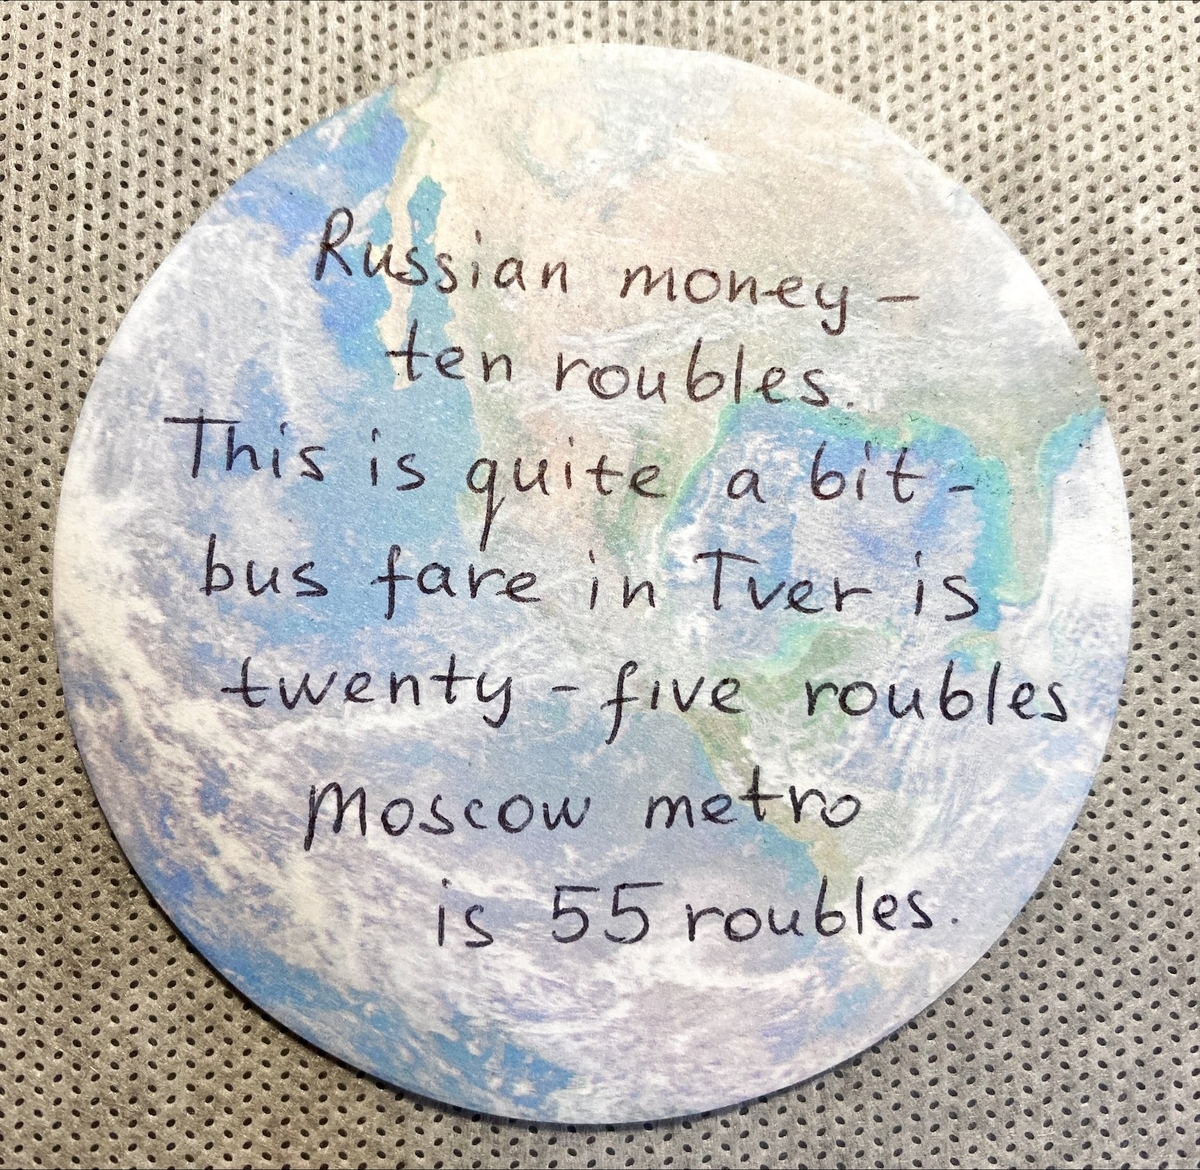 Russian money -
ten roubles.
This is quite a bit -
bus fare in Tver is
twenty - five roubles
Moscow metro
is 55 roubles.